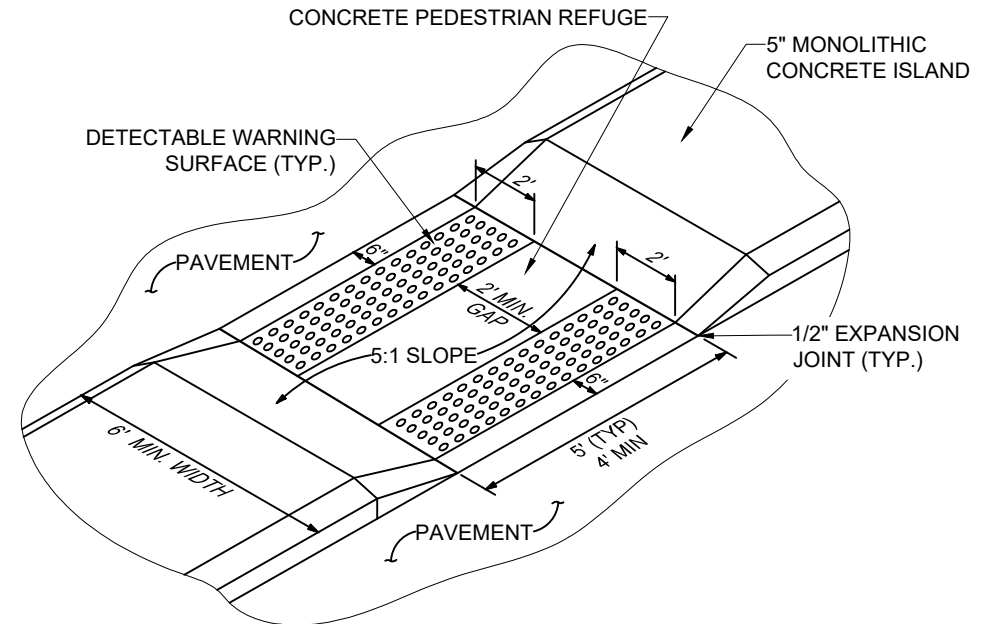 CONCRETE PEDESTRIAN REFUGE
5" MONOLITHIC
CONCRETE ISLAND
DETECTABLE WARNING
SURFACE (TYP.)
2'
6"
PAVEMENT
2'
2' MIN.
GAP
5:1 SLOPE
1/2" EXPANSION
JOINT (TYP.)
6"
5' (TYP)
4' MIN
6' MIN. WIDTH
PAVEMENT